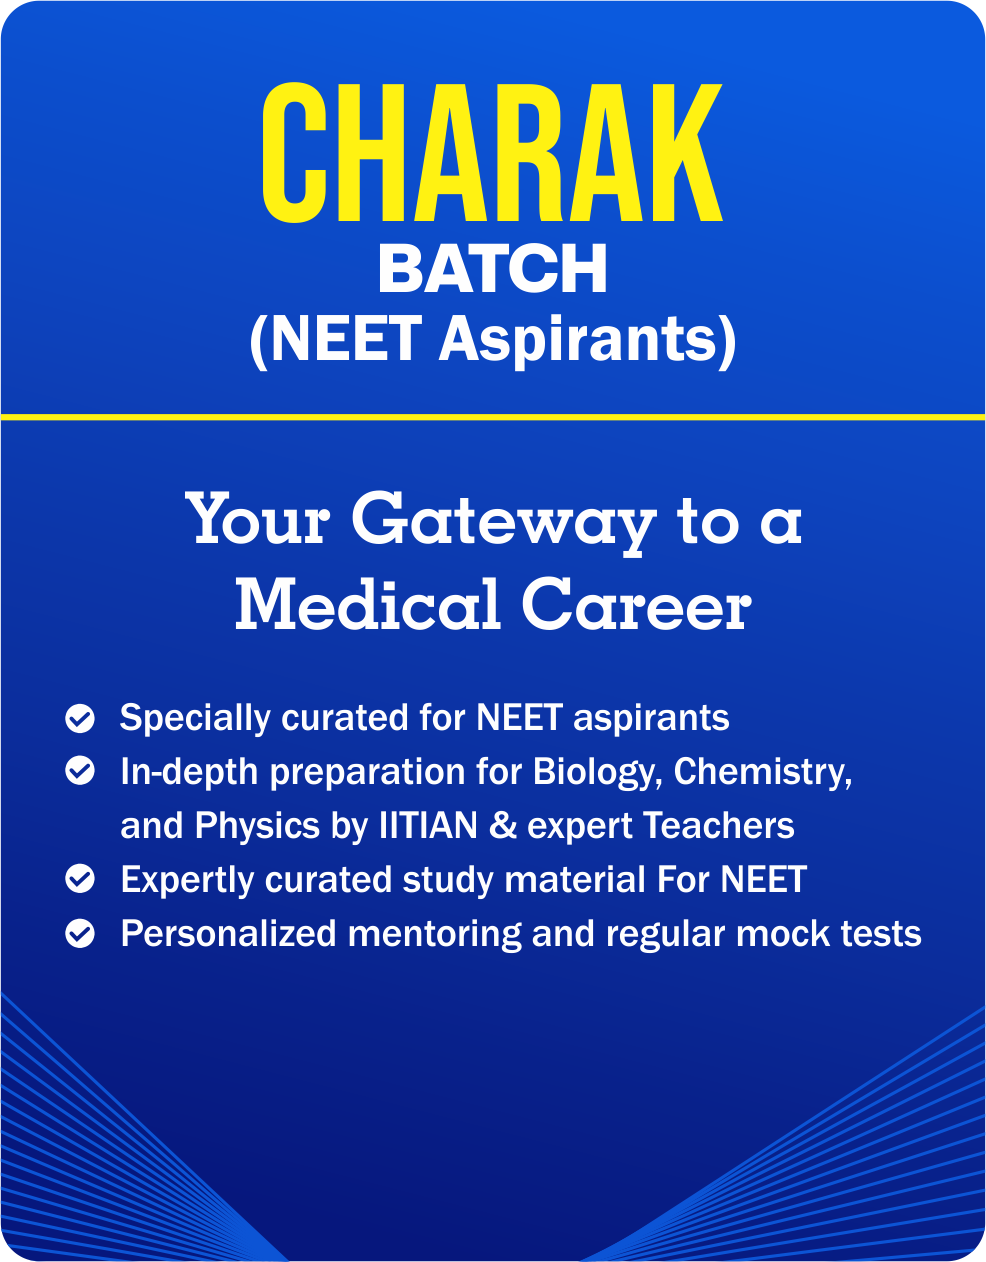 CHARAK
BATCH
(NEET Aspirants)
Your Gateway to a
Medical Career
Specially curated for NEET aspirants
In-depth preparation for Biology, Chemistry,
and Physics by IITIAN & expert Teachers
Expertly curated study material For NEET
Personalized mentoring and regular mock tests